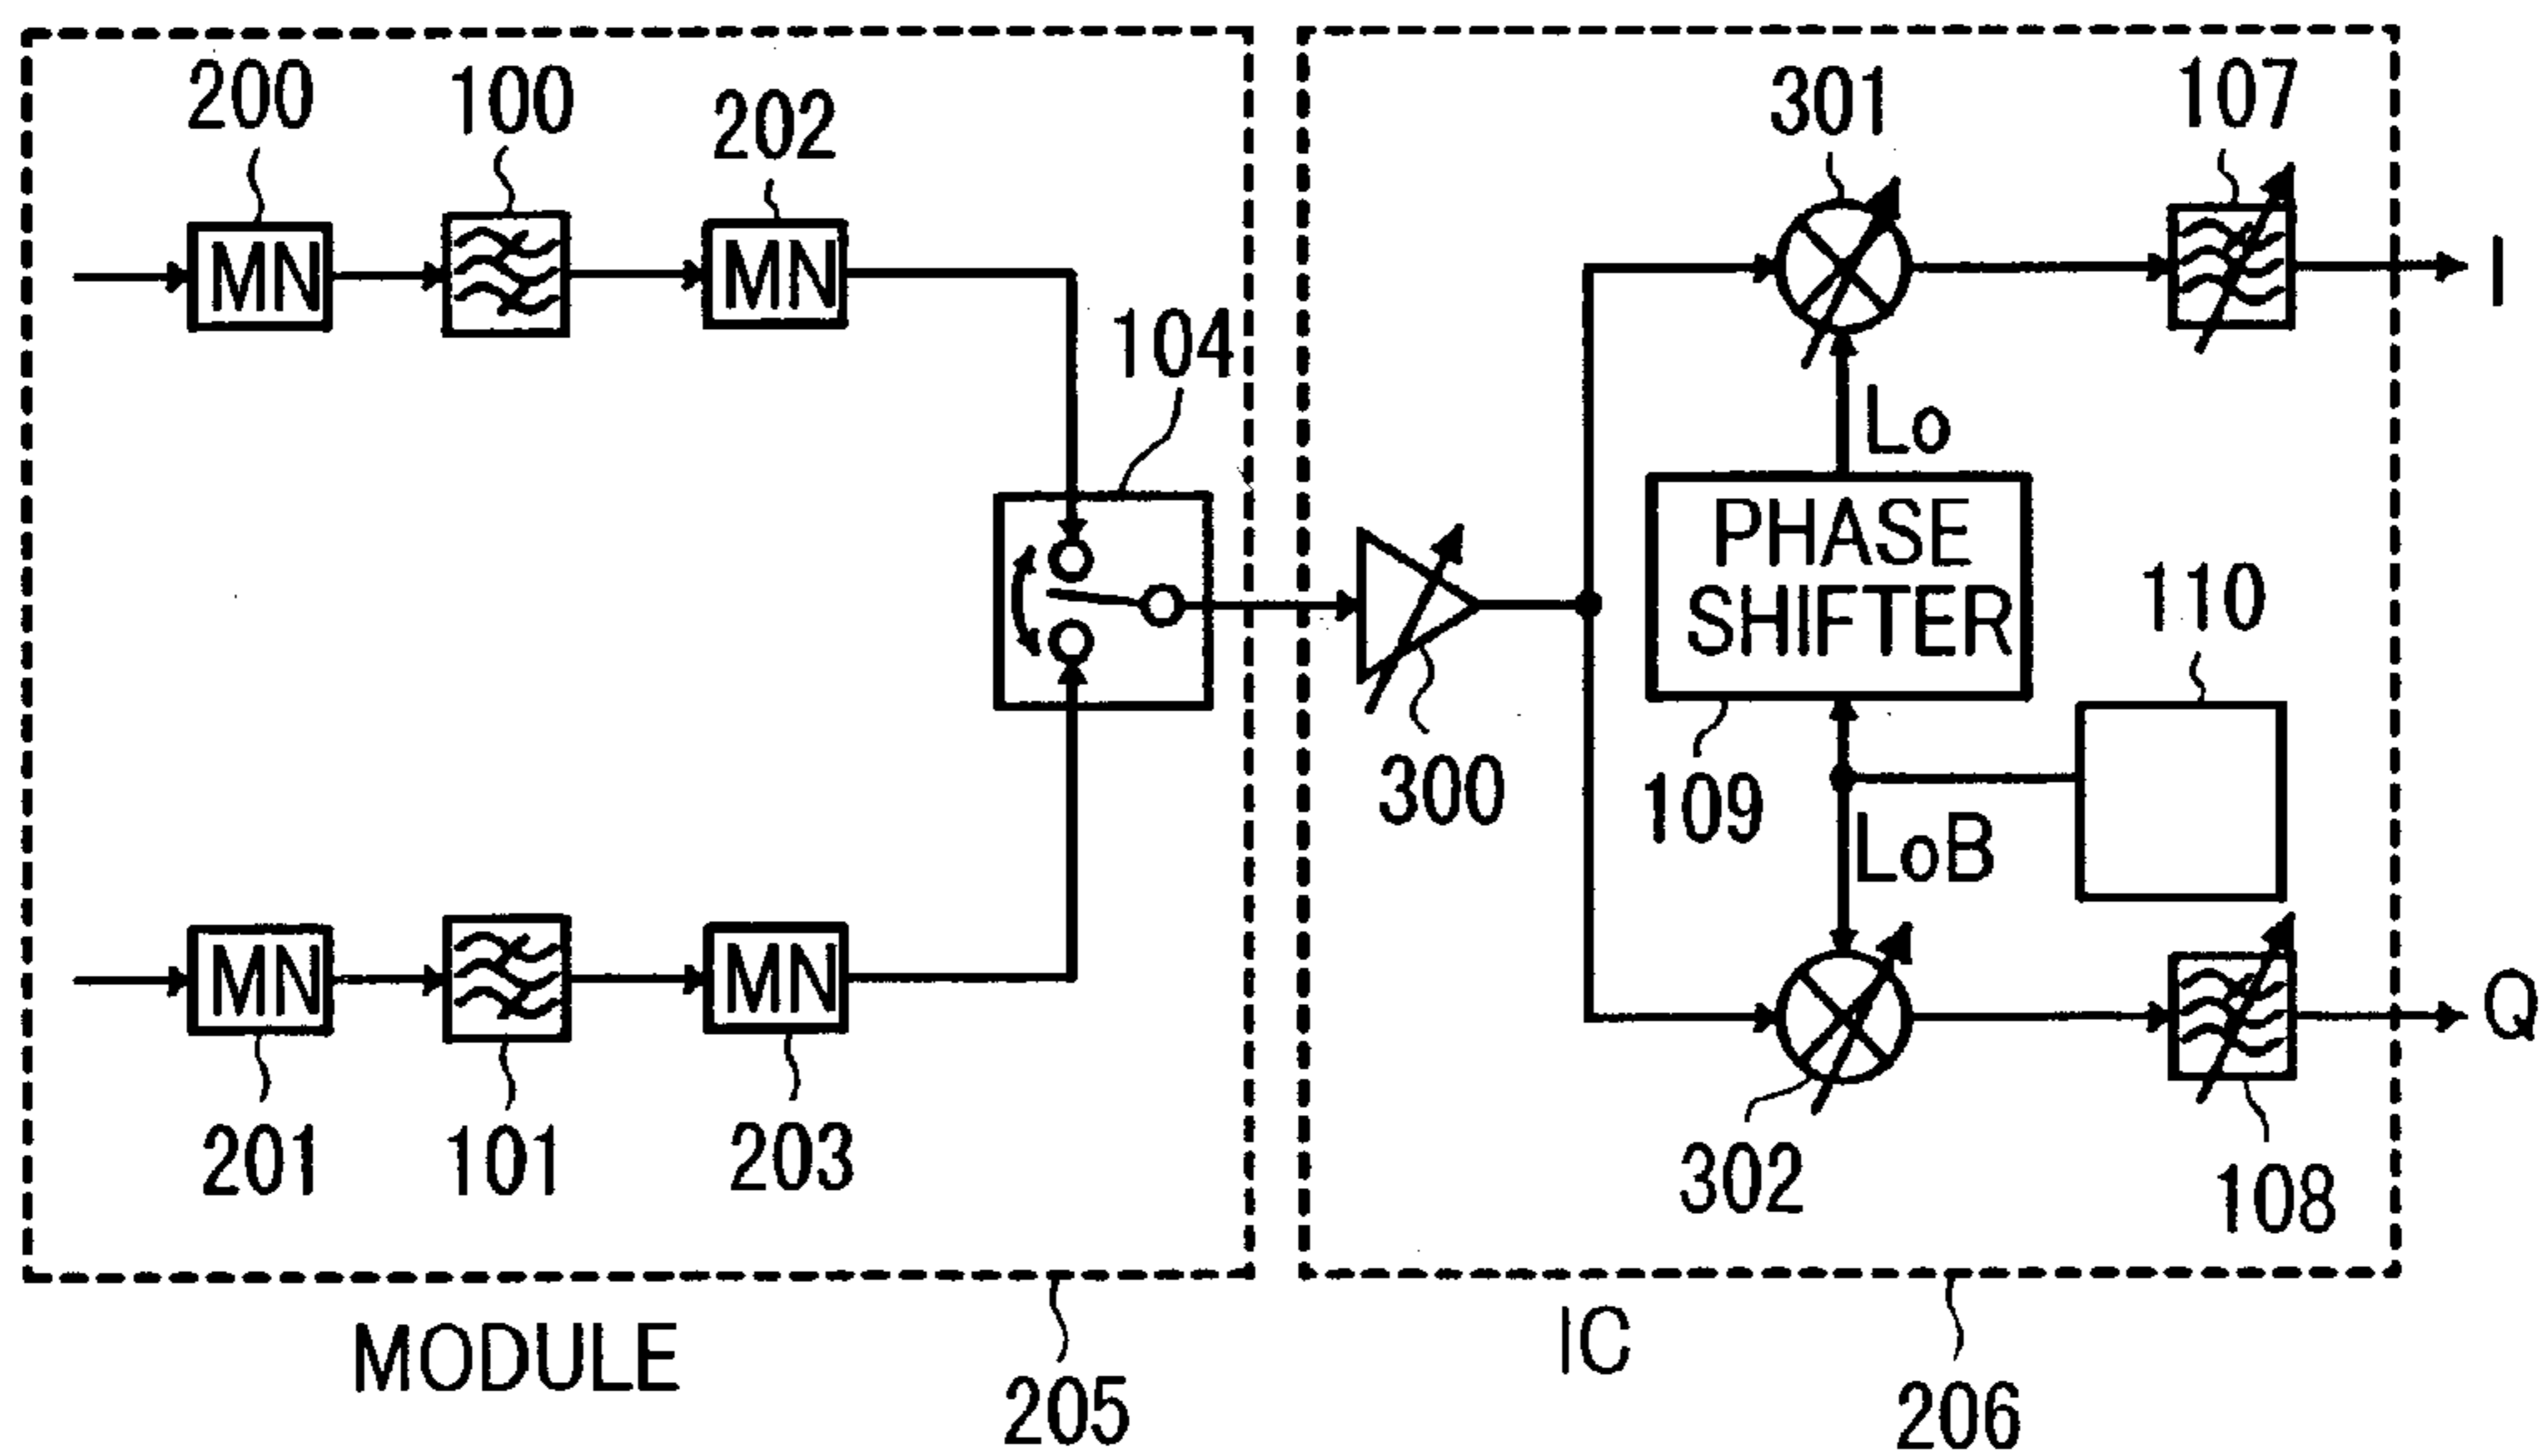 200
100
202
301
107
MN
MN
I
104
Lo
PHASE
SHIFTER
110
300
109
LoB
MN
MN
Q
201
101
203
302
108
MODULE
IC
205
206